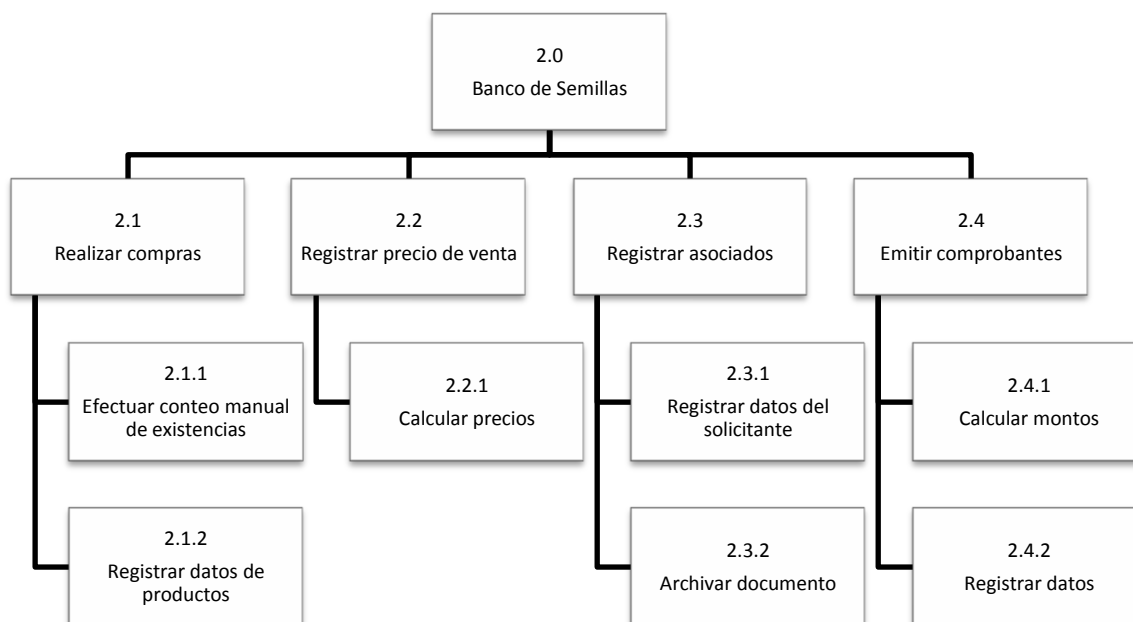 2.0
Banco de Semillas
2.1
Realizar compras
2.2
Registrar precio de venta
2.3
Registrar asociados
2.4
Emitir comprobantes
2.1.1
Efectuar conteo manual
de existencias
2.2.1
Calcular precios
2.3.1
Registrar datos del
solicitante
2.4.1
Calcular montos
2.1.2
Registrar datos de
productos
2.3.2
Archivar documento
2.4.2
Registrar datos